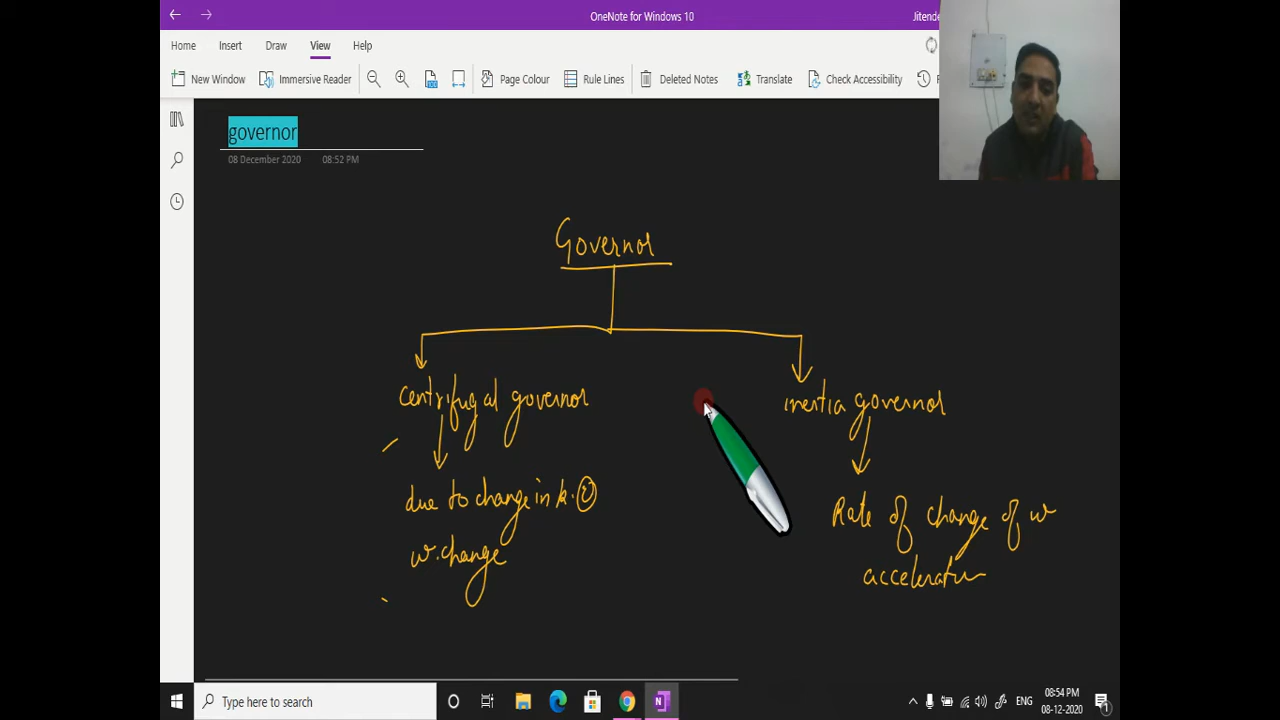 OneNote for Windows 10
Jitende
Home Insert Draw View Help
New Window Immersive Reader Page Colour Rule Lines Deleted Notes Translate Check Accessibility
governor
08 December 2020 08:52 PM
Governor
centrifugal governor
inertia governor
due to change in
w. change
Rate of change of w
Type here to search
ENG
08:54 PM
08-12-2020
1